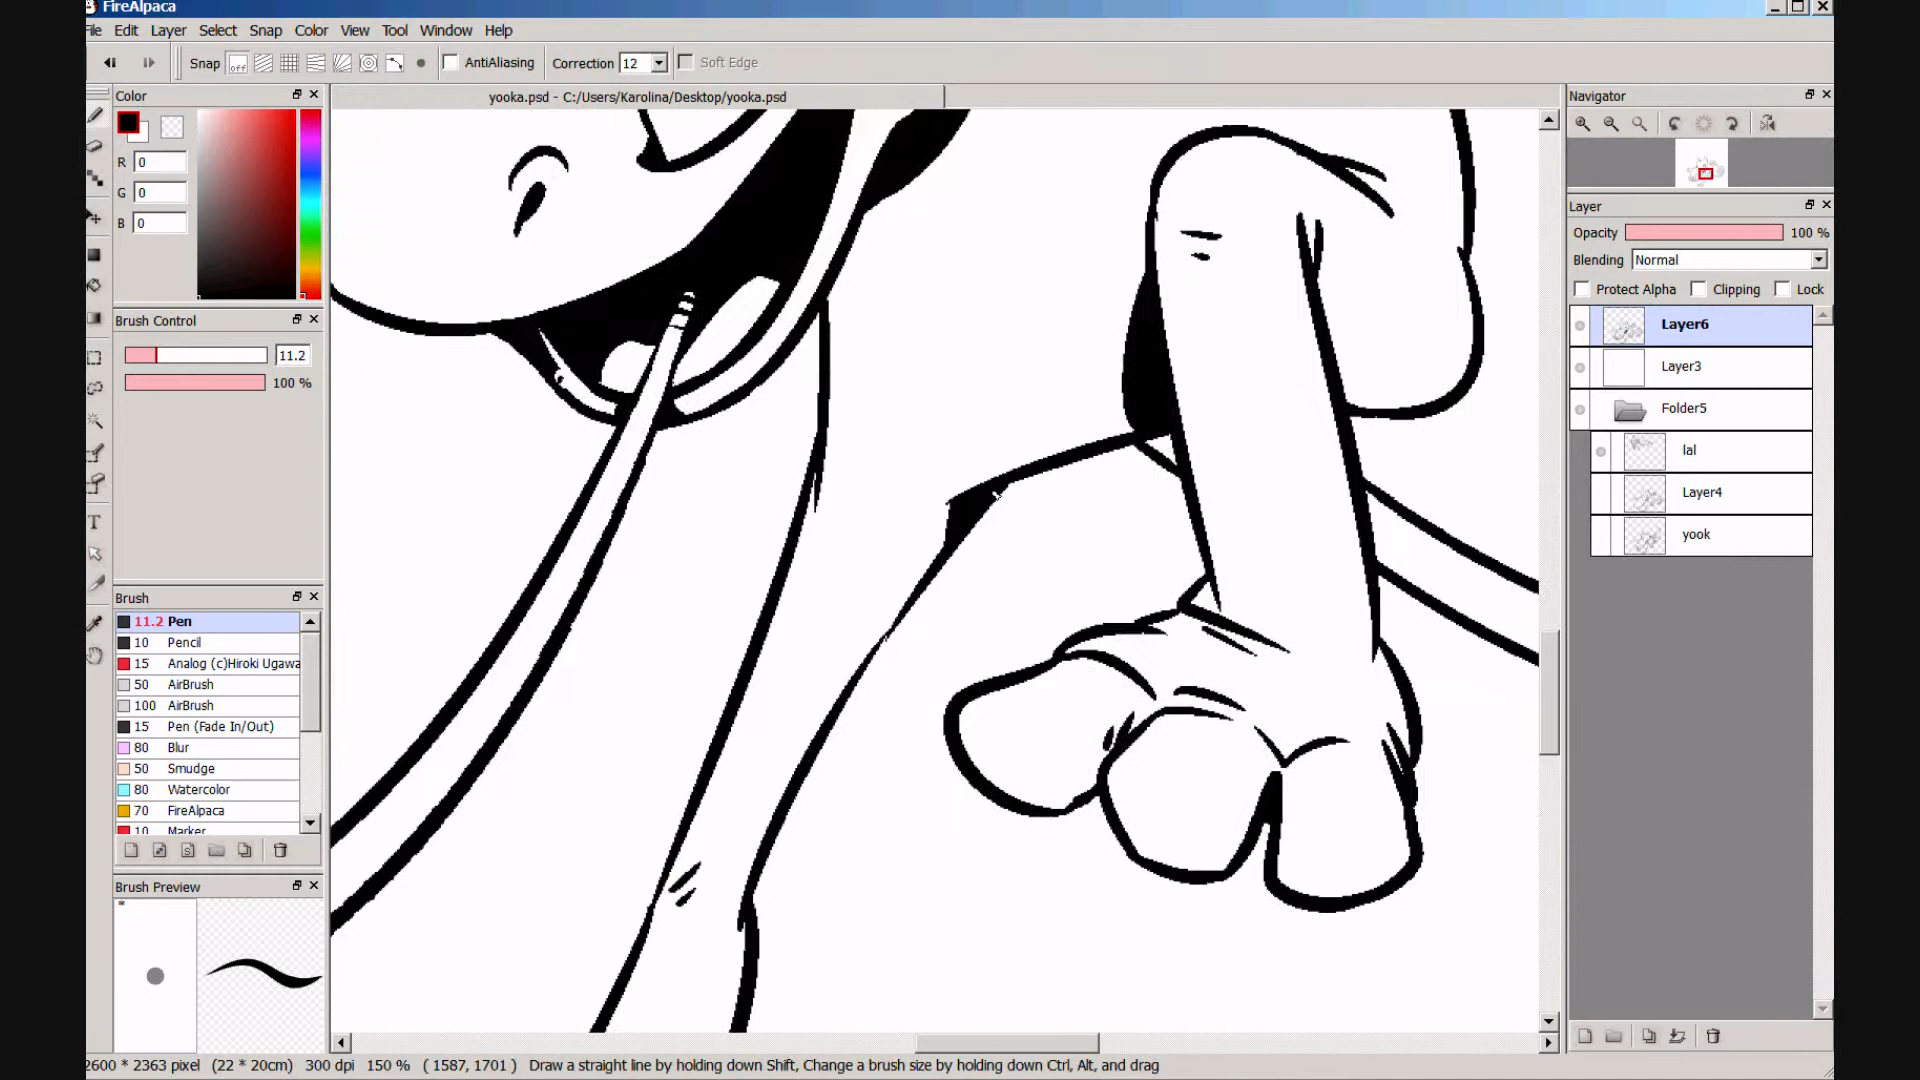 FireAlpaca
File Edit Layer Select Snap Color View Tool Window Help
Snap off AntiAliasing Correction 12 Soft Edge
Color
yooka.psd - C:/Users/Karolina/Desktop/yooka.psd
Navigator
R 0
G 0
B 0
Layer
Opacity 100 %
Blending Normal
Protect Alpha Clipping Lock
Brush Control
11.2
100 %
Layer6
Layer3
Folder5
lal
Layer4
yook
Brush
11.2 Pen
10 Pencil
15 Analog (c)Hiroki Ugawa
50 AirBrush
100 AirBrush
15 Pen (Fade In/Out)
80 Blur
50 Smudge
80 Watercolor
70 FireAlpaca
10 Marker
Brush Preview
*
2600 * 2363 pixel (22 * 20cm) 300 dpi 150 % ( 1587, 1701 ) Draw a straight line by holding down Shift, Change a brush size by holding down Ctrl, Alt, and drag